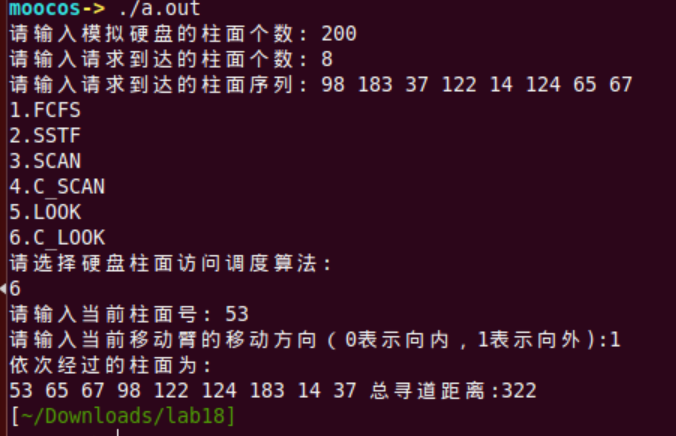 moocos-> ./a.out
请输入模拟硬盘的柱面个数: 200
请输入请求到达的柱面个数: 8
请输入请求到达的柱面序列: 98 183 37 122 14 124 65 67
1.FCFS
2.SSTF
3.SCAN
4.C_SCAN
5.LOOK
6.C_LOOK
请选择硬盘柱面访问调度算法:
6
请输入当前柱面号: 53
请输入当前移动臂的移动方向（0表示向内，1表示向外):1
依次经过的柱面为:
53 65 67 98 122 124 183 14 37 总寻道距离:322
[~/Downloads/lab18]